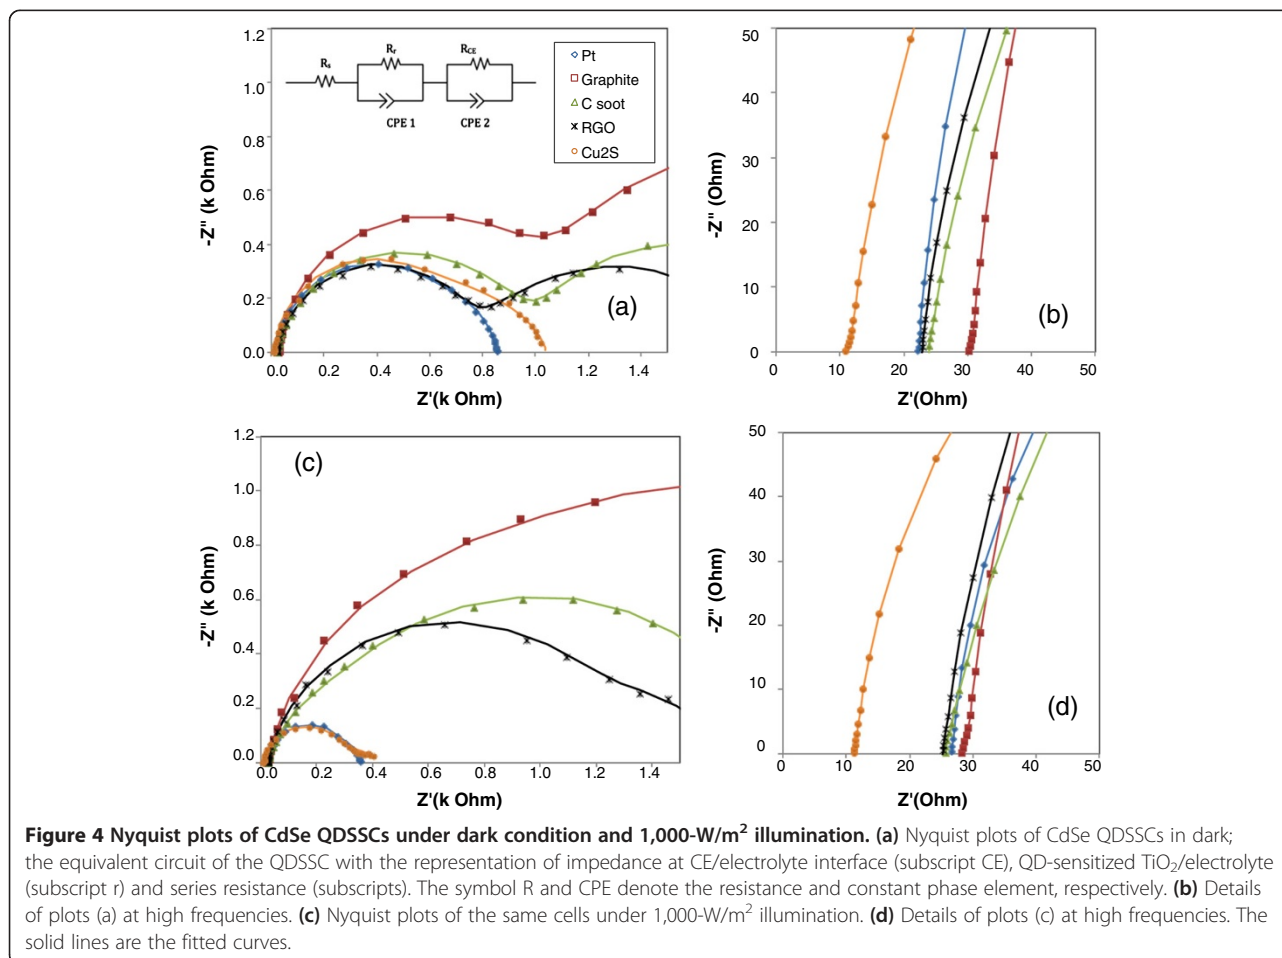 1.2
1.0
0.8
0.6
0.4
0.2
0.0
-Z" (k Ohm)
0.0 0.2 0.4 0.6 0.8 1.0 1.2 1.4
Z'(k Ohm)
Rs
Rr
RCE
CPE 1
CPE 2
Pt
Graphite
C soot
RGO
Cu2S
(a)
50
40
30
20
10
0
-Z" (Ohm)
0 10 20 30 40 50
Z'(Ohm)
(b)
1.2
1.0
0.8
0.6
0.4
0.2
0.0
-Z" (k Ohm)
0.0 0.2 0.4 0.6 0.8 1.0 1.2 1.4
Z'(k Ohm)
(c)
50
40
30
20
10
0
-Z" (Ohm)
0 10 20 30 40 50
Z'(Ohm)
(d)
Figure 4 Nyquist plots of CdSe QDSSCs under dark condition and 1,000-W/m² illumination. (a) Nyquist plots of CdSe QDSSCs in dark;
the equivalent circuit of the QDSSC with the representation of impedance at CE/electrolyte interface (subscript CE), QD-sensitized TiO₂/electrolyte
(subscript r) and series resistance (subscripts). The symbol R and CPE denote the resistance and constant phase element, respectively. (b) Details
of plots (a) at high frequencies. (c) Nyquist plots of the same cells under 1,000-W/m² illumination. (d) Details of plots (c) at high frequencies. The
solid lines are the fitted curves.